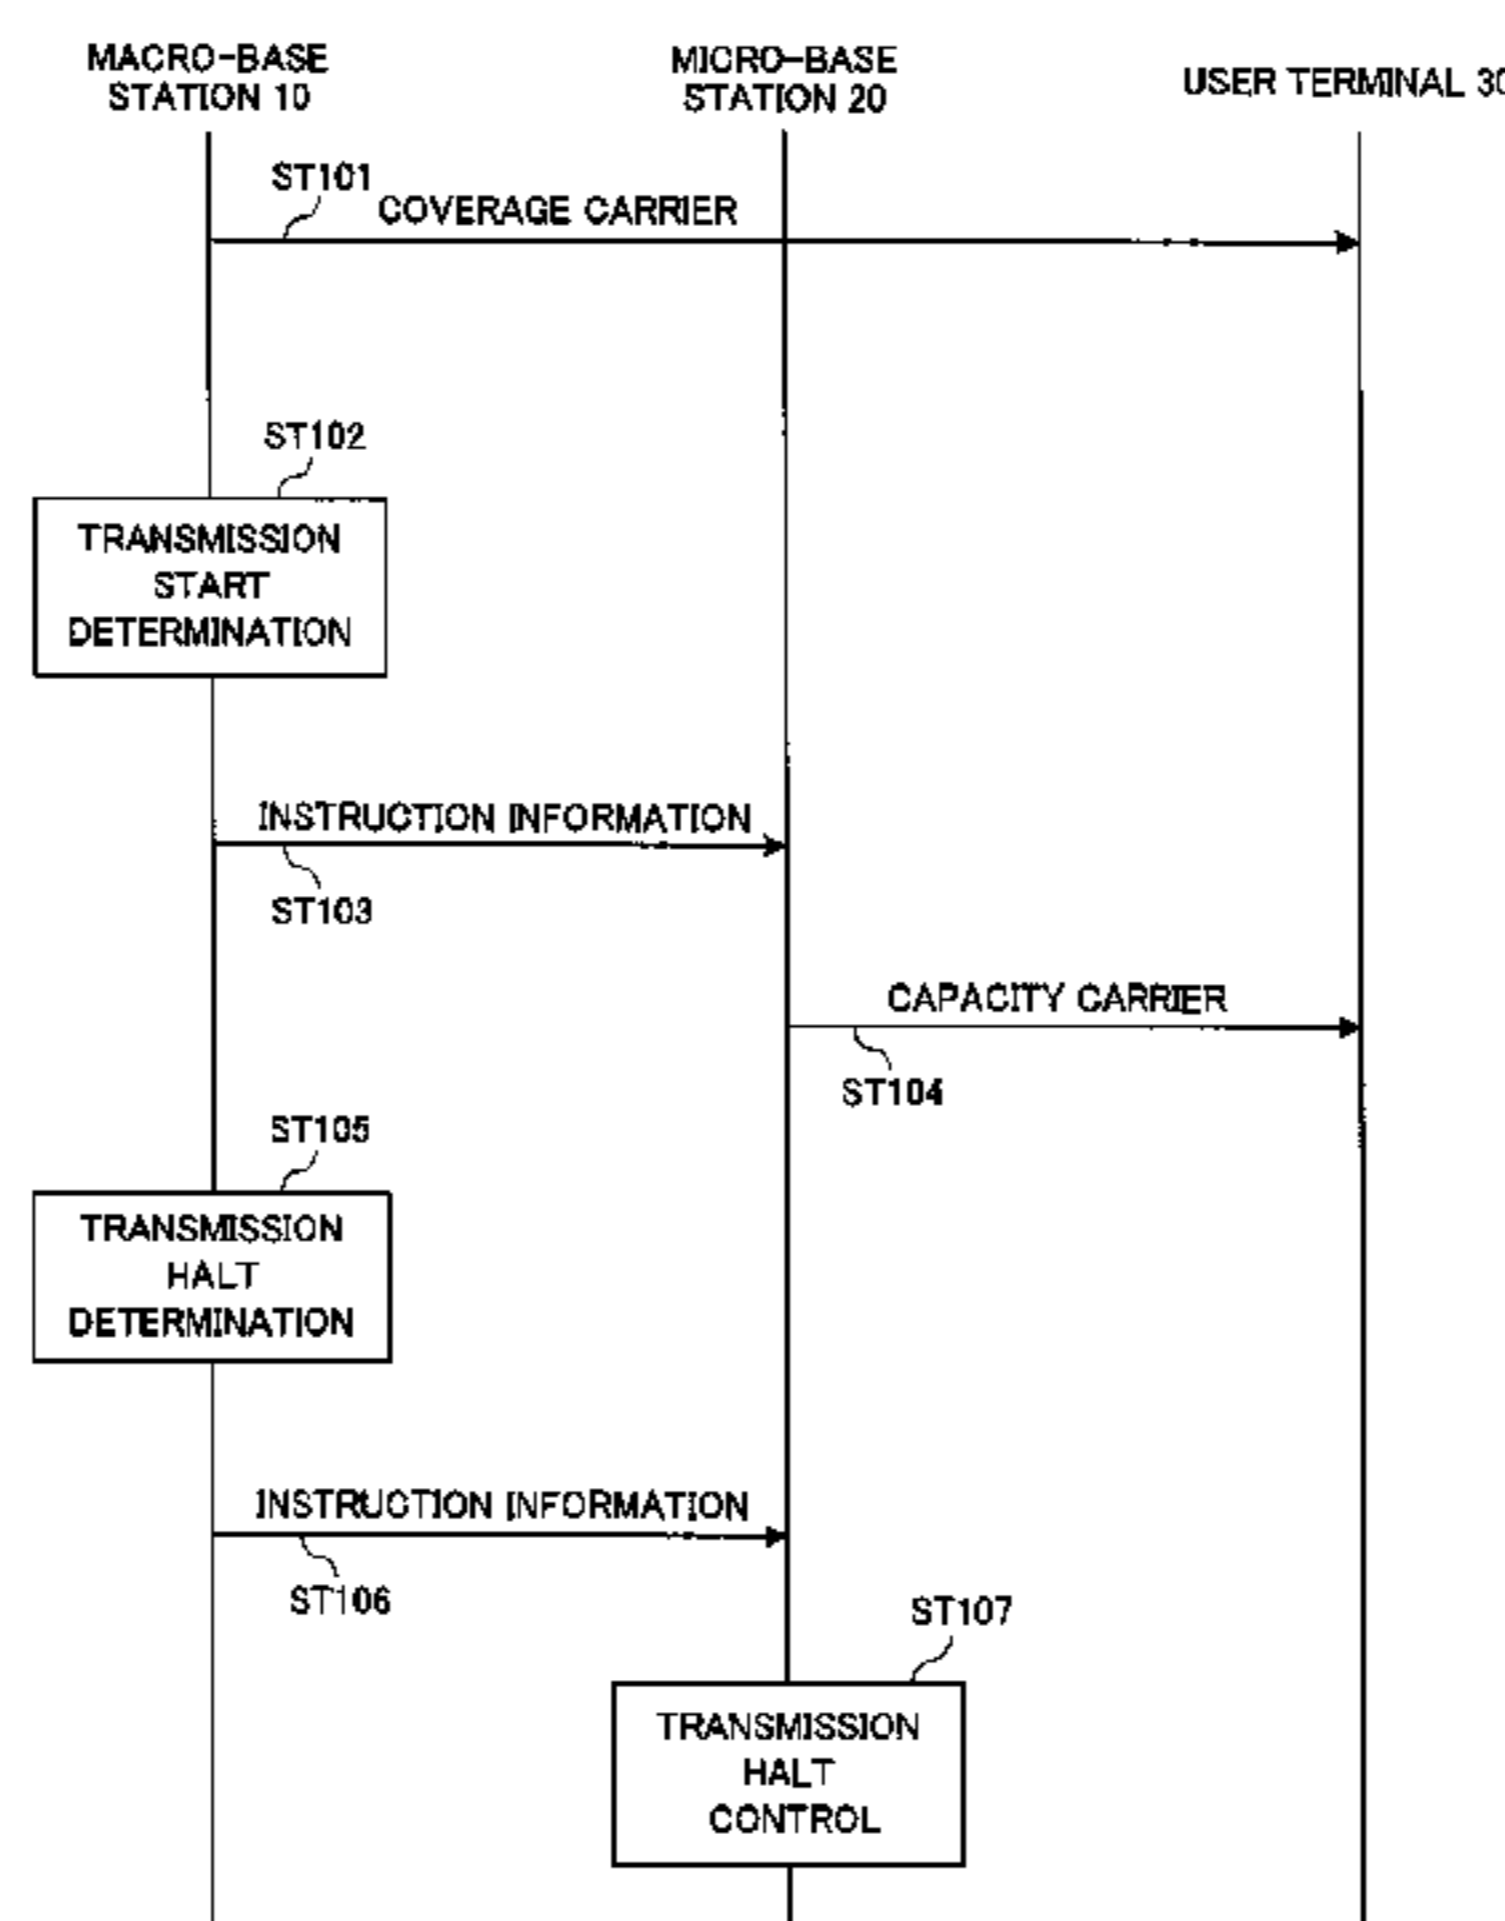 MACRO-BASE
STATION 10
MICRO-BASE
STATION 20
USER TERMINAL 30
ST101
COVERAGE CARRIER
ST102
TRANSMISSION
START
DETERMINATION
INSTRUCTION INFORMATION
ST103
CAPACITY CARRIER
ST104
ST105
TRANSMISSION
HALT
DETERMINATION
INSTRUCTION INFORMATION
ST106
ST107
TRANSMISSION
HALT
CONTROL